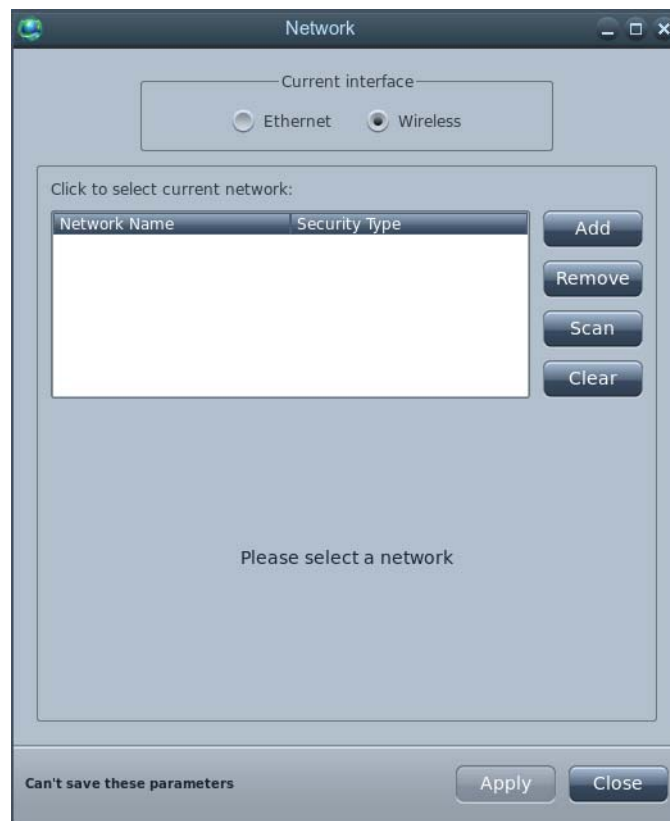 Network
Current interface
Ethernet Wireless
Click to select current network:
Network Name Security Type
Add
Remove
Scan
Clear
Please select a network
Can't save these parameters Apply Close